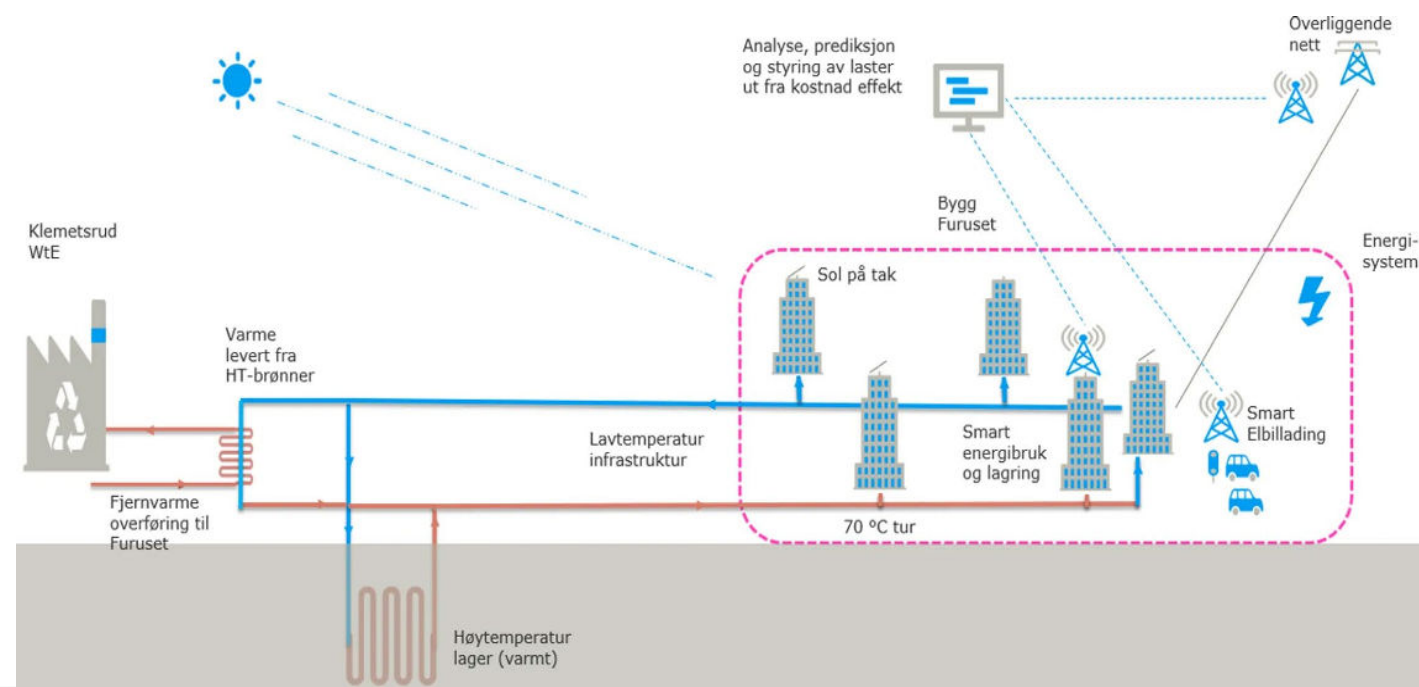 Overliggende
nett
Analyse, prediksjon
og styring av laster
ut fra kostnad effekt
Bygg
Furuset
Klemetsrud
WtE
Energi-
system
Sol på tak
Varme
levert fra
HT-brønner
Lavtemperatur
infrastruktur
Smart
energibruk
og lagring
Smart
Elbillading
Fjernvarme
overføring til
Furuset
70 ºC tur
Høytemperatur
lager (varmt)